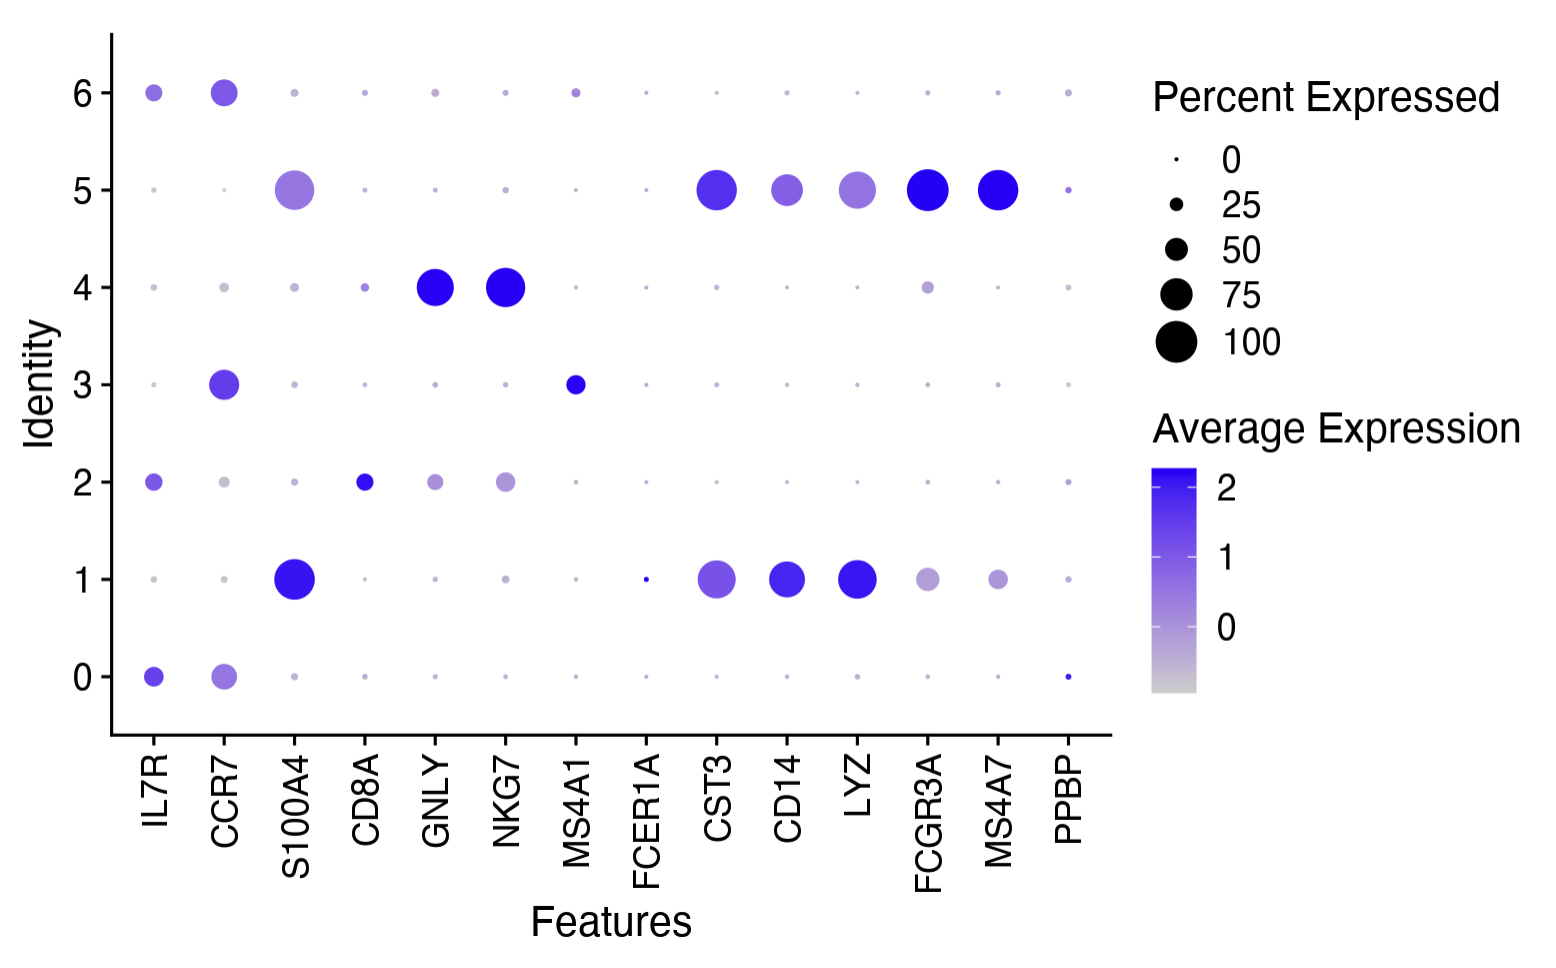 6
5
4
3
2
1
0
Identity
IL7R
CCR7
S100A4
CD8A
GNLY
NKG7
MS4A1
FCER1A
CST3
CD14
LYZ
FCGR3A
MS4A7
PPBP
Features
Percent Expressed
0
25
50
75
100
Average Expression
2
1
0